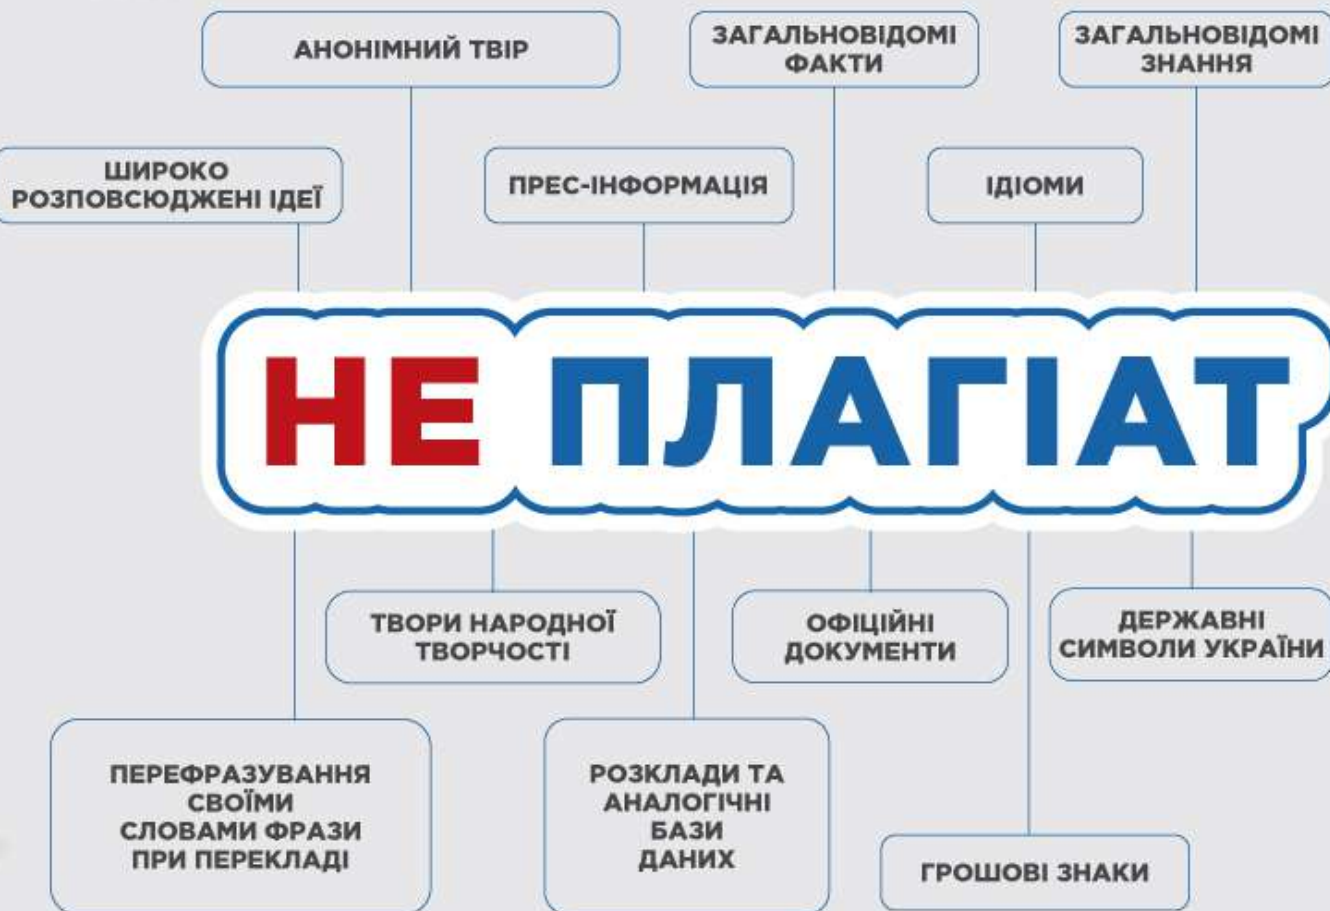 АНОНІМНИЙ ТВІР
ЗАГАЛЬНОВІДОМІ
ФАКТИ
ЗАГАЛЬНОВІДОМІ
ЗНАННЯ
ШИРОКО
РОЗПОВСЮДЖЕНІ ІДЕЇ
ПРЕС-ІНФОРМАЦІЯ
ІДІОМИ
НЕ ПЛАГІАТ
ТВОРИ НАРОДНОЇ
ТВОРЧОСТІ
ОФІЦІЙНІ
ДОКУМЕНТИ
ДЕРЖАВНІ
СИМВОЛИ УКРАЇНИ
ПЕРЕФРАЗУВАННЯ
СВОЇМИ
СЛОВАМИ ФРАЗИ
ПРИ ПЕРЕКЛАДІ
РОЗКЛАДИ ТА
АНАЛОГІЧНІ
БАЗИ
ДАНИХ
ГРОШОВІ ЗНАКИ